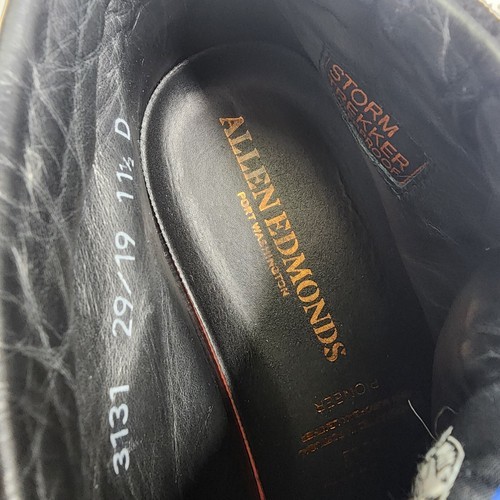 3131 29/19 11½ D
ALLEN EDMONDS
PORT WASHINGTON
STORM
TREKKER